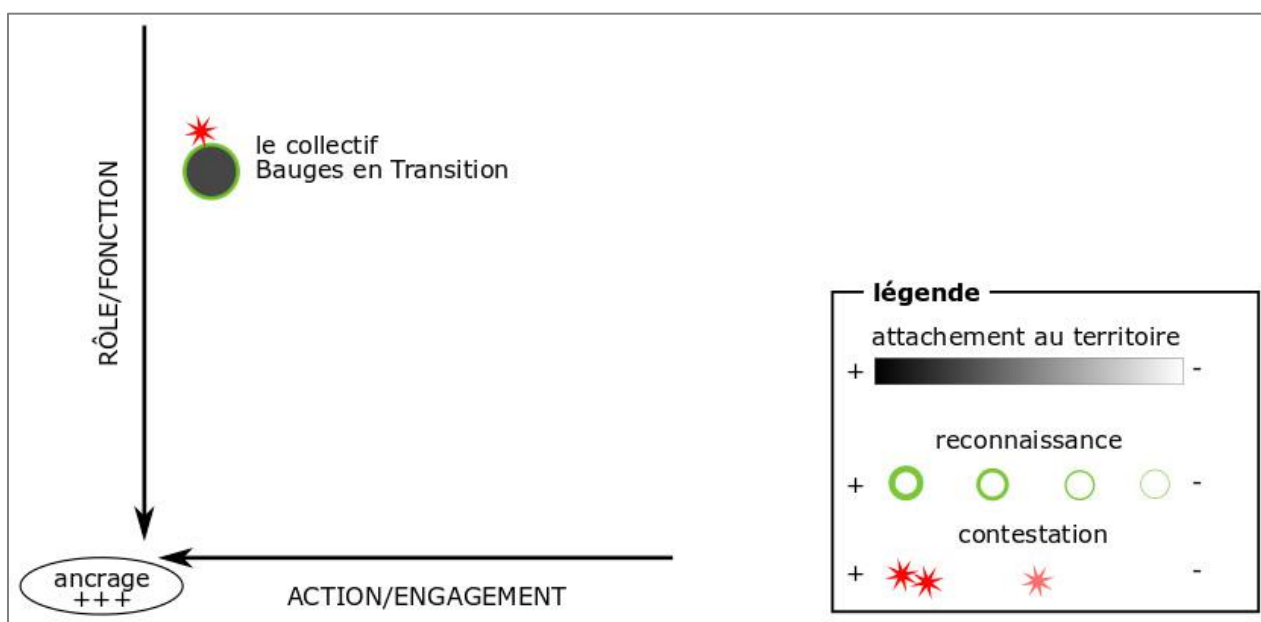 RÔLE/FONCTION
le collectif
Bauges en Transition
ancrage
+++
ACTION/ENGAGEMENT
légende
attachement au territoire
+ -
reconnaissance
+ -
contestation
+ -